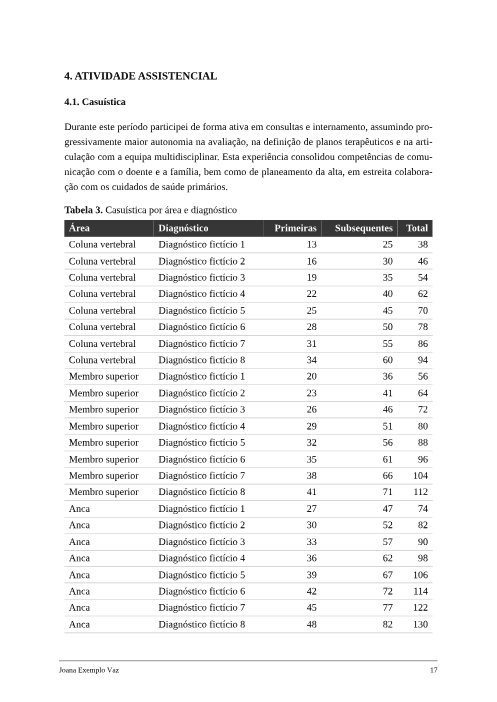 4. ATIVIDADE ASSISTENCIAL
4.1. Casuística
Durante este período participei de forma ativa em consultas e internamento, assumindo pro-
gressivamente maior autonomia na avaliação, na definição de planos terapêuticos e na arti-
culação com a equipa multidisciplinar. Esta experiência consolidou competências de comu-
nicação com o doente e a família, bem como de planeamento da alta, em estreita colabora-
ção com os cuidados de saúde primários.
Tabela 3. Casuística por área e diagnóstico
Área Diagnóstico Primeiras Subsequentes Total
Coluna vertebral Diagnóstico fictício 1 13 25 38
Coluna vertebral Diagnóstico fictício 2 16 30 46
Coluna vertebral Diagnóstico fictício 3 19 35 54
Coluna vertebral Diagnóstico fictício 4 22 40 62
Coluna vertebral Diagnóstico fictício 5 25 45 70
Coluna vertebral Diagnóstico fictício 6 28 50 78
Coluna vertebral Diagnóstico fictício 7 31 55 86
Coluna vertebral Diagnóstico fictício 8 34 60 94
Membro superior Diagnóstico fictício 1 20 36 56
Membro superior Diagnóstico fictício 2 23 41 64
Membro superior Diagnóstico fictício 3 26 46 72
Membro superior Diagnóstico fictício 4 29 51 80
Membro superior Diagnóstico fictício 5 32 56 88
Membro superior Diagnóstico fictício 6 35 61 96
Membro superior Diagnóstico fictício 7 38 66 104
Membro superior Diagnóstico fictício 8 41 71 112
Anca Diagnóstico fictício 1 27 47 74
Anca Diagnóstico fictício 2 30 52 82
Anca Diagnóstico fictício 3 33 57 90
Anca Diagnóstico fictício 4 36 62 98
Anca Diagnóstico fictício 5 39 67 106
Anca Diagnóstico fictício 6 42 72 114
Anca Diagnóstico fictício 7 45 77 122
Anca Diagnóstico fictício 8 48 82 130
Joana Exemplo Vaz 17